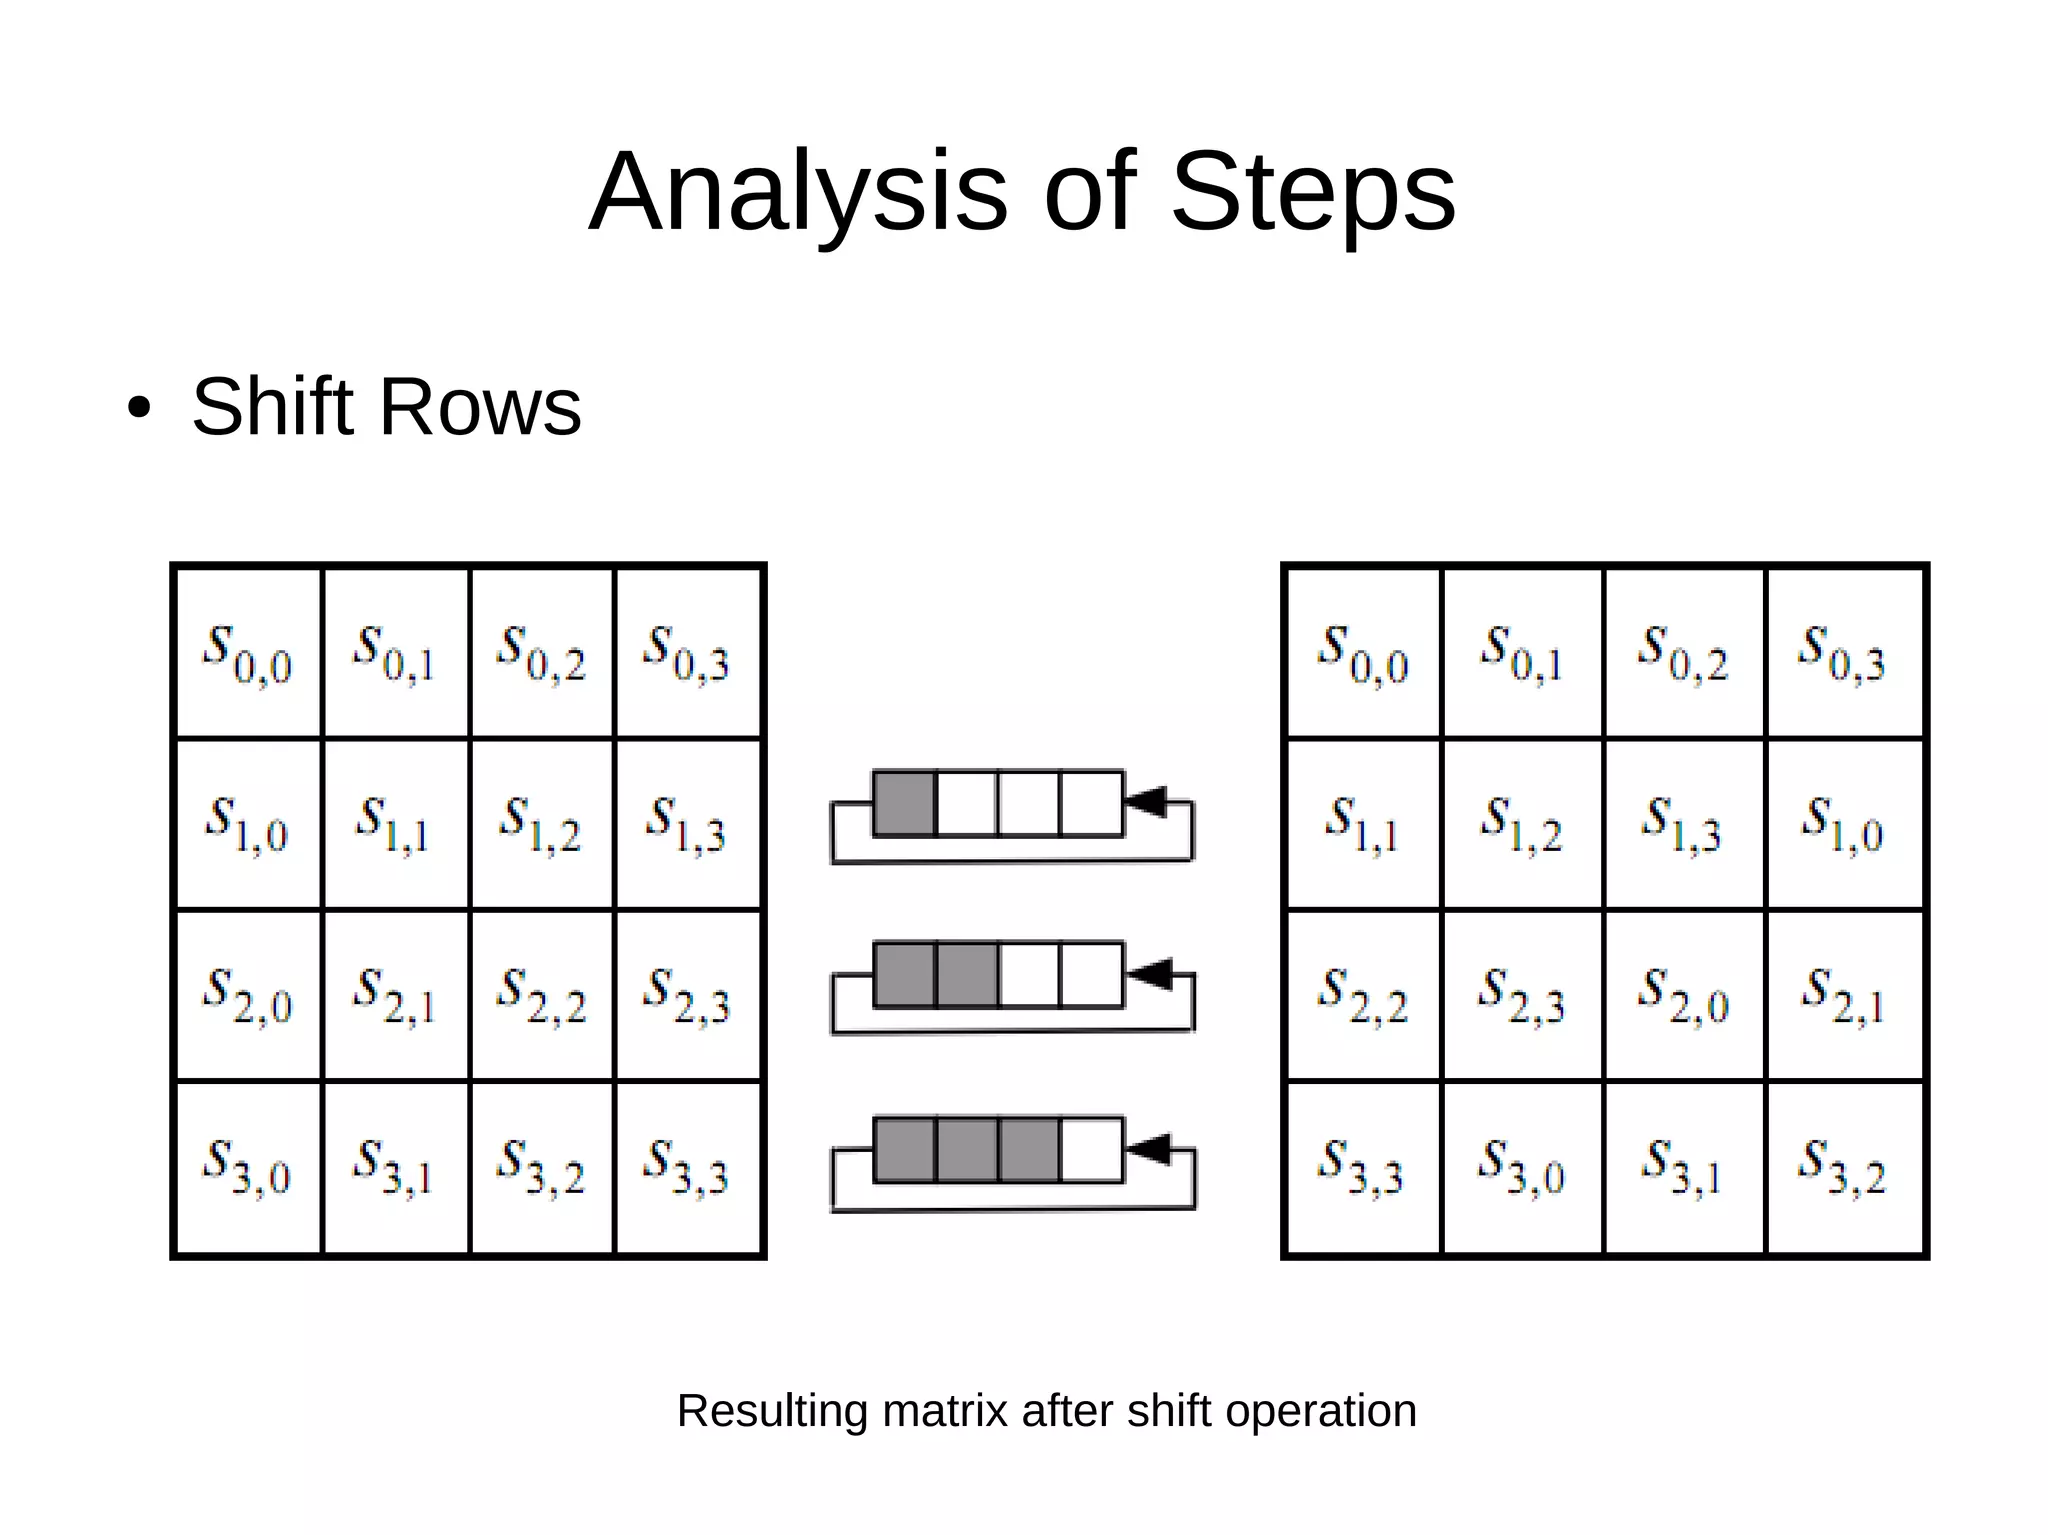 Analysis of Steps
• Shift Rows
s0,0 s0,1 s0,2 s0,3 s0,0 s0,1 s0,2 s0,3
s1,0 s1,1 s1,2 s1,3 s1,1 s1,2 s1,3 s1,0
s2,0 s2,1 s2,2 s2,3 s2,2 s2,3 s2,0 s2,1
s3,0 s3,1 s3,2 s3,3 s3,3 s3,0 s3,1 s3,2
Resulting matrix after shift operation